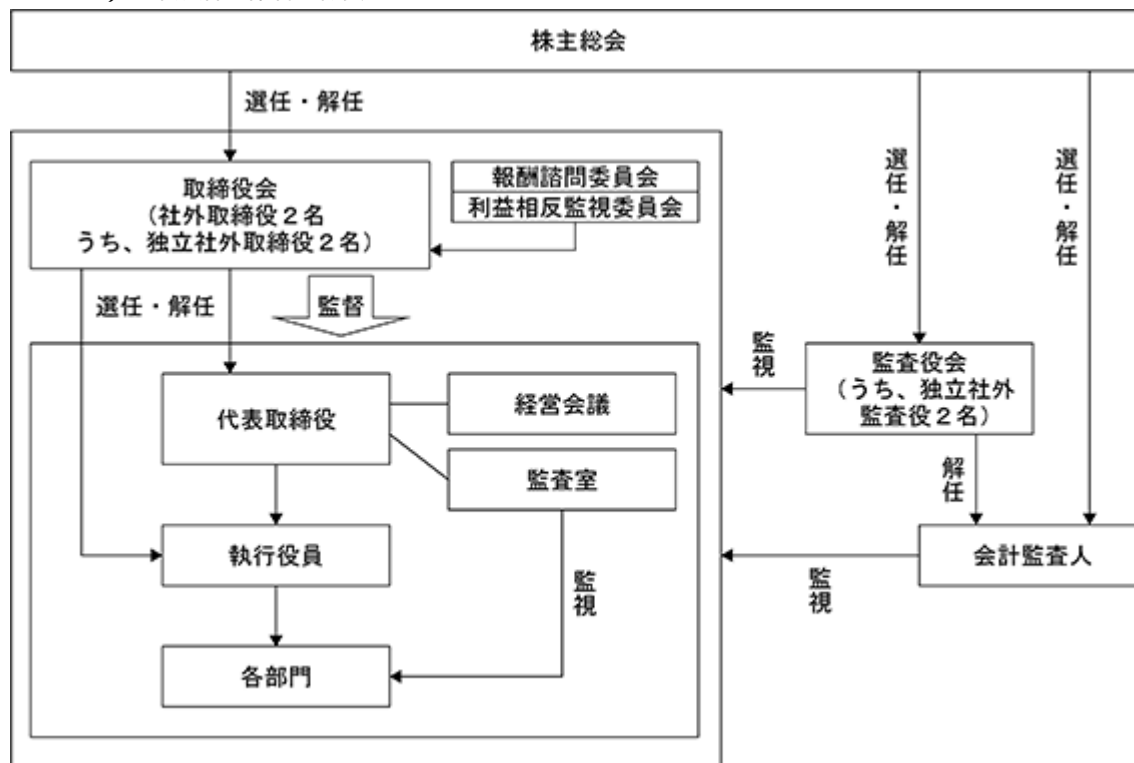 株主総会
選任・解任
取締役会
（社外取締役２名
うち、独立社外取締役２名）
報酬諮問委員会
利益相反監視委員会
選任・解任
選任・解任
選任・解任
監督
代表取締役
経営会議
監査室
監視
監査役会
（うち、独立社外
監査役２名）
解任
執行役員
監視
監視
会計監査人
各部門